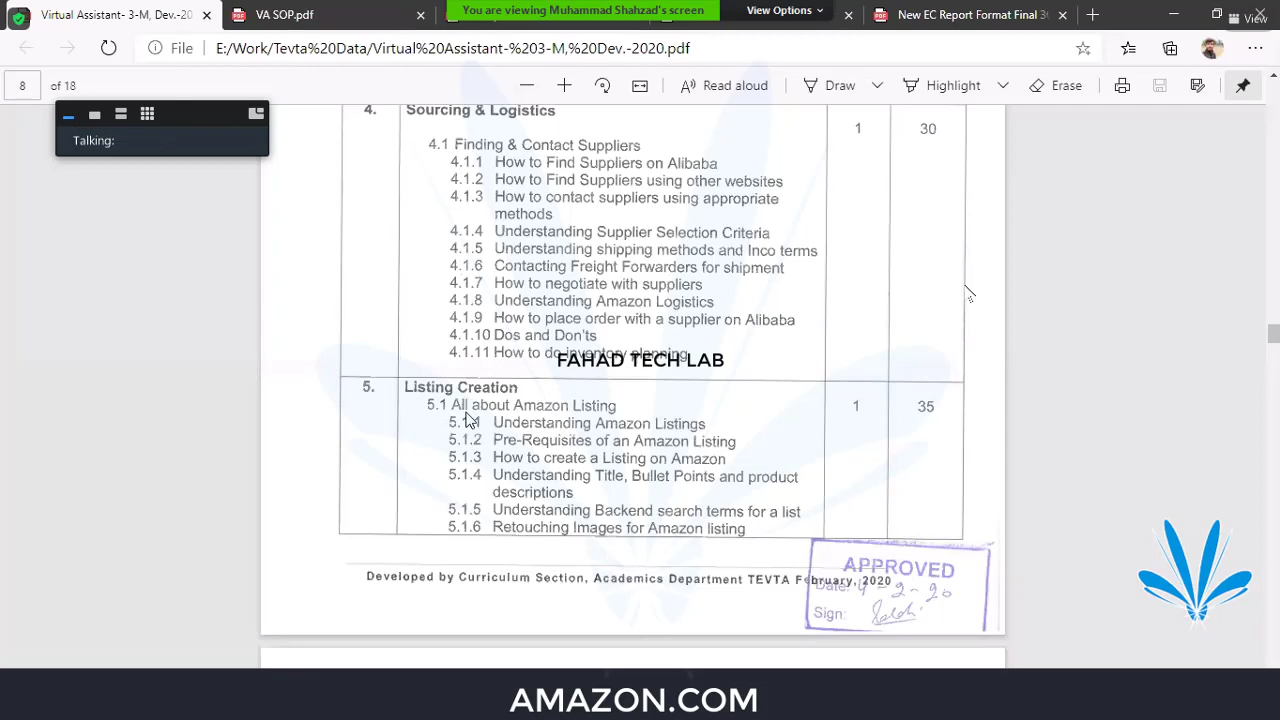 Virtual Assistant- 3-M, Dev.-20
VA SOP.pdf
You are viewing Muhammad Shahzad's screen
View Options
New EC Report Format Final 3
View
File E:/Work/Tevta%20Data/Virtual%20Assistant-%203-M,%20Dev.-2020.pdf
8 of 18
Read aloud
Draw
Highlight
Erase
Talking:
4. Sourcing & Logistics
1 30
4.1 Finding & Contact Suppliers
4.1.1 How to Find Suppliers on Alibaba
4.1.2 How to Find Suppliers using other websites
4.1.3 How to contact suppliers using appropriate
methods
4.1.4 Understanding Supplier Selection Criteria
4.1.5 Understanding shipping methods and Inco terms
4.1.6 Contacting Freight Forwarders for shipment
4.1.7 How to negotiate with suppliers
4.1.8 Understanding Amazon Logistics
4.1.9 How to place order with a supplier on Alibaba
4.1.10 Dos and Don'ts
4.1.11 How to do inventory planning
FAHAD TECH LAB
5. Listing Creation
5.1 All about Amazon Listing 1 35
5.1.1 Understanding Amazon Listings
5.1.2 Pre-Requisites of an Amazon Listing
5.1.3 How to create a Listing on Amazon
5.1.4 Understanding Title, Bullet Points and product
descriptions
5.1.5 Understanding Backend search terms for a list
5.1.6 Retouching Images for Amazon listing
Developed by Curriculum Section, Academics Department TEVTA February, 2020
APPROVED
Date: 4-2-20
Sign:
AMAZON.COM